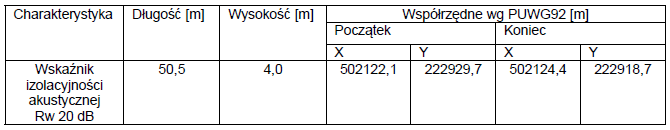 Charakterystyka Długość [m] Wysokość [m] Współrzędne wg PUWG92 [m]
Początek Koniec
X Y X Y
Wskaźnik 50,5 4,0 502122,1 222929,7 502124,4 222918,7
izolacyjności
akustycznej
Rw 20 dB